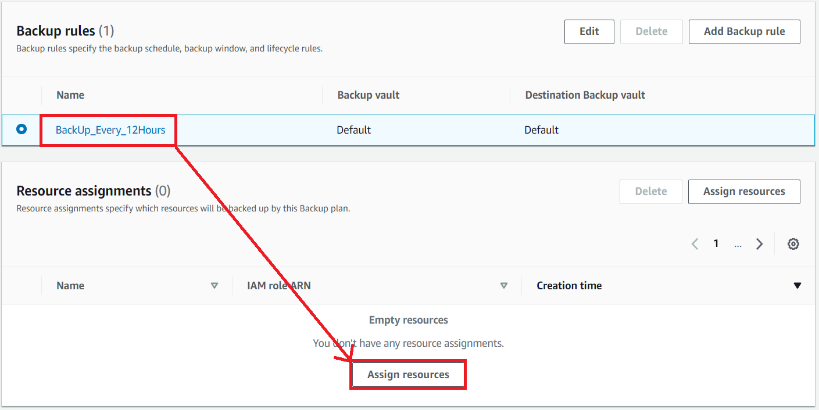 Backup rules (1)
Edit
Delete
Add Backup rule
Backup rules specify the backup schedule, backup window, and lifecycle rules.
Name
Backup vault
Destination Backup vault
BackUp_Every_12Hours
Default
Default
Resource assignments (0)
Delete
Assign resources
Resource assignments specify which resources will be backed up by this Backup plan.
1
...
Name
IAM role ARN
Creation time
Empty resources
You don't have any resource assignments.
Assign resources